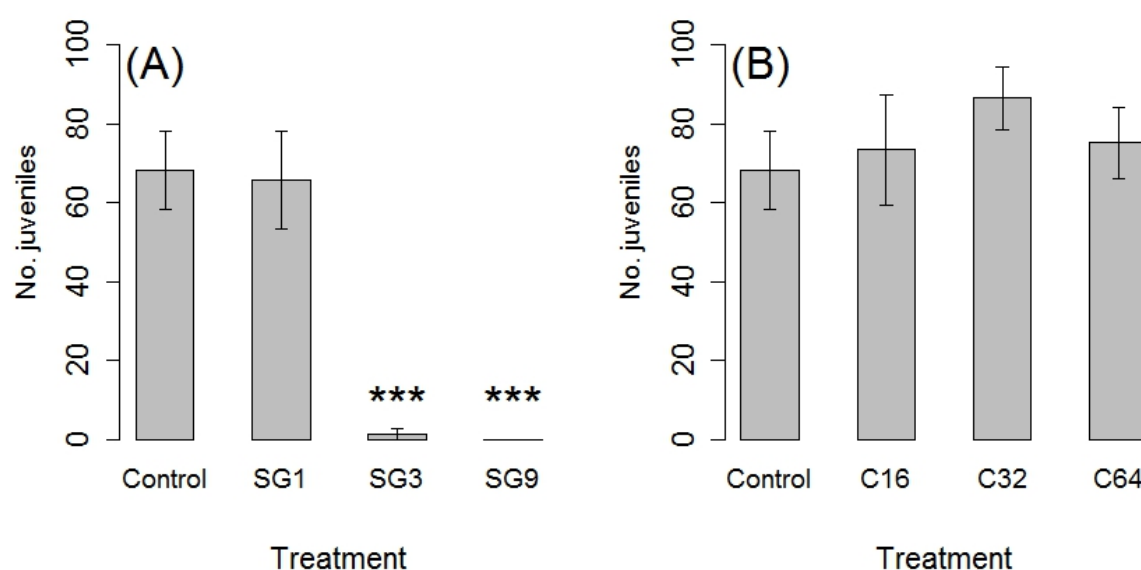 (A)
No. juveniles
100
80
60
40
20
0
***
***
Control SG1 SG3 SG9
Treatment
(B)
No. juveniles
100
80
60
40
20
0
Control C16 C32 C64
Treatment